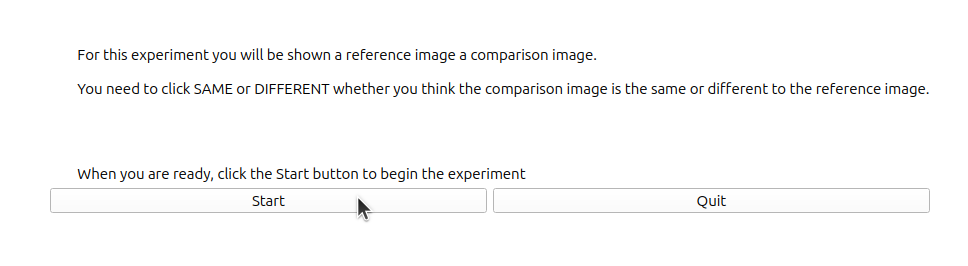 For this experiment you will be shown a reference image a comparison image.
You need to click SAME or DIFFERENT whether you think the comparison image is the same or different to the reference image.
When you are ready, click the Start button to begin the experiment
Start
Quit